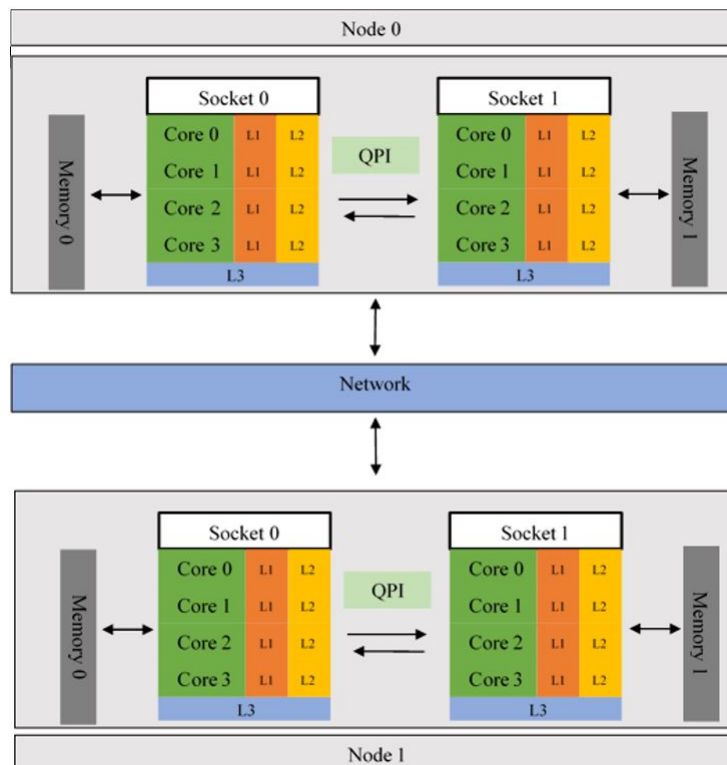 Node 0
Socket 0
Socket 1
Memory 0
Core 0 L1 L2
Core 1 L1 L2
Core 2 L1 L2
Core 3 L1 L2
L3
QPI
Core 0 L1 L2
Core 1 L1 L2
Core 2 L1 L2
Core 3 L1 L2
L3
Memory 1
Network
Socket 0
Socket 1
Memory 0
Core 0 L1 L2
Core 1 L1 L2
Core 2 L1 L2
Core 3 L1 L2
L3
QPI
Core 0 L1 L2
Core 1 L1 L2
Core 2 L1 L2
Core 3 L1 L2
L3
Memory 1
Node 1